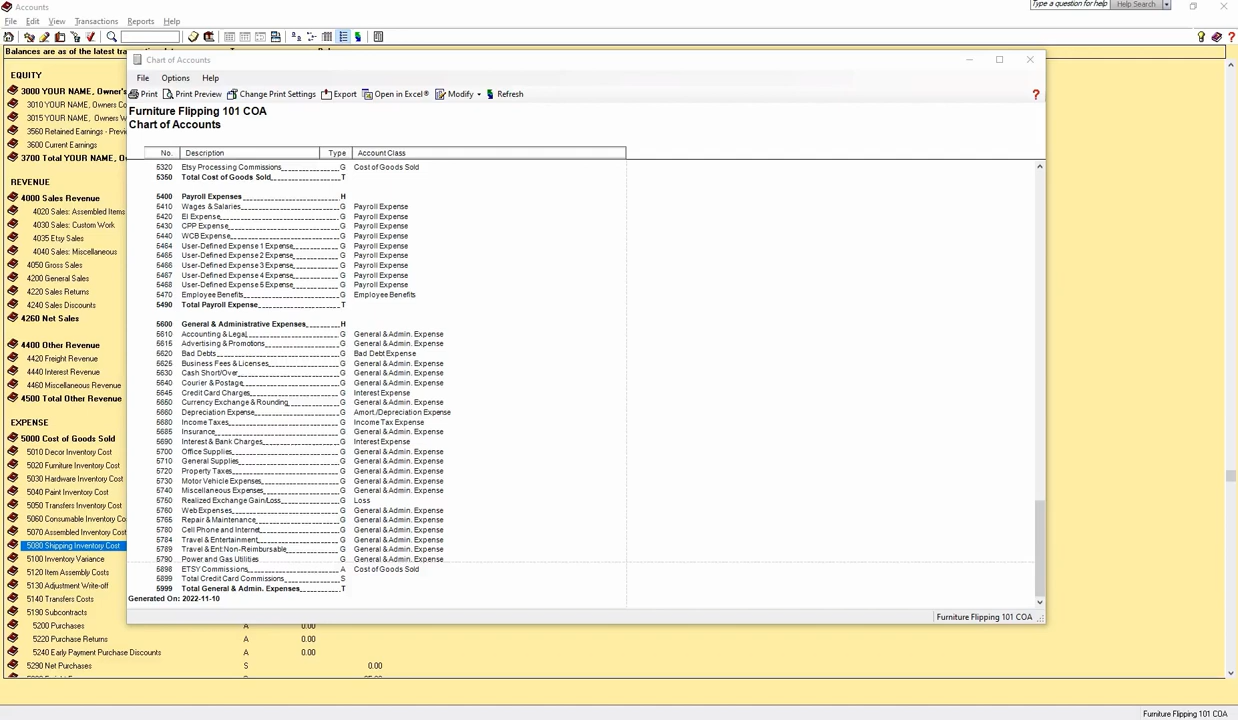 Accounts
Type a question for help Help Search
File Edit View Transactions Reports Help
Balances are as of the latest tra
EQUITY
3000 YOUR NAME, Owner's
3010 YOUR NAME, Owners Co
3015 YOUR NAME, Owners W
3560 Retained Earnings - Previ
3600 Current Earnings
3700 Total YOUR NAME, O
REVENUE
4000 Sales Revenue
4020 Sales: Assembled Items
4030 Sales: Custom Work
4035 Etsy Sales
4040 Sales: Miscellaneous
4050 Gross Sales
4200 General Sales
4220 Sales Returns
4240 Sales Discounts
4260 Net Sales
4400 Other Revenue
4420 Freight Revenue
4440 Interest Revenue
4460 Miscellaneous Revenue
4500 Total Other Revenue
EXPENSE
5000 Cost of Goods Sold
5010 Decor Inventory Cost
5020 Furniture Inventory Cost
5030 Hardware Inventory Cost
5040 Paint Inventory Cost
5050 Transfers Inventory Cost
5060 Consumable Inventory Co
5070 Assembled Inventory Cost
5080 Shipping Inventory Cost
5100 Inventory Variance
5120 Item Assembly Costs
5130 Adjustment Write-off
5140 Transfers Costs
5190 Subcontracts
5200 Purchases A 0.00
5220 Purchase Returns A 0.00
5240 Early Payment Purchase Discounts A 0.00
5290 Net Purchases S 0.00
Chart of Accounts
File Options Help
Print Print Preview Change Print Settings Export Open in Excel® Modify Refresh
Furniture Flipping 101 COA
Chart of Accounts
No. Description Type Account Class
5320 Etsy Processing Commissions G Cost of Goods Sold
5350 Total Cost of Goods Sold T
5400 Payroll Expenses H
5410 Wages & Salaries G Payroll Expense
5420 EI Expense G Payroll Expense
5430 CPP Expense G Payroll Expense
5440 WCB Expense G Payroll Expense
5464 User-Defined Expense 1 Expense G Payroll Expense
5465 User-Defined Expense 2 Expense G Payroll Expense
5466 User-Defined Expense 3 Expense G Payroll Expense
5467 User-Defined Expense 4 Expense G Payroll Expense
5468 User-Defined Expense 5 Expense G Payroll Expense
5470 Employee Benefits G Employee Benefits
5490 Total Payroll Expense T
5600 General & Administrative Expenses H
5610 Accounting & Legal G General & Admin. Expense
5615 Advertising & Promotions G General & Admin. Expense
5620 Bad Debts G Bad Debt Expense
5625 Business Fees & Licenses G General & Admin. Expense
5630 Cash Short/Over G General & Admin. Expense
5640 Courier & Postage G General & Admin. Expense
5645 Credit Card Charges G Interest Expense
5650 Currency Exchange & Rounding G General & Admin. Expense
5660 Depreciation Expense G Amort./Depreciation Expense
5680 Income Taxes G Income Tax Expense
5685 Insurance G General & Admin. Expense
5690 Interest & Bank Charges G Interest Expense
5700 Office Supplies G General & Admin. Expense
5710 General Supplies G General & Admin. Expense
5720 Property Taxes G General & Admin. Expense
5730 Motor Vehicle Expenses G General & Admin. Expense
5740 Miscellaneous Expenses G General & Admin. Expense
5750 Realized Exchange Gain/Loss G Loss
5760 Web Expenses G General & Admin. Expense
5765 Repair & Maintenance G General & Admin. Expense
5780 Cell Phone and Internet G General & Admin. Expense
5784 Travel & Entertainment G General & Admin. Expense
5789 Travel & Ent:Non-Reimbursable G General & Admin. Expense
5790 Power and Gas Utilities G General & Admin. Expense
5898 ETSY Commissions A Cost of Goods Sold
5899 Total Credit Card Commissions S
5999 Total General & Admin. Expenses T
Generated On: 2022-11-10
Furniture Flipping 101 COA
Furniture Flipping 101 COA